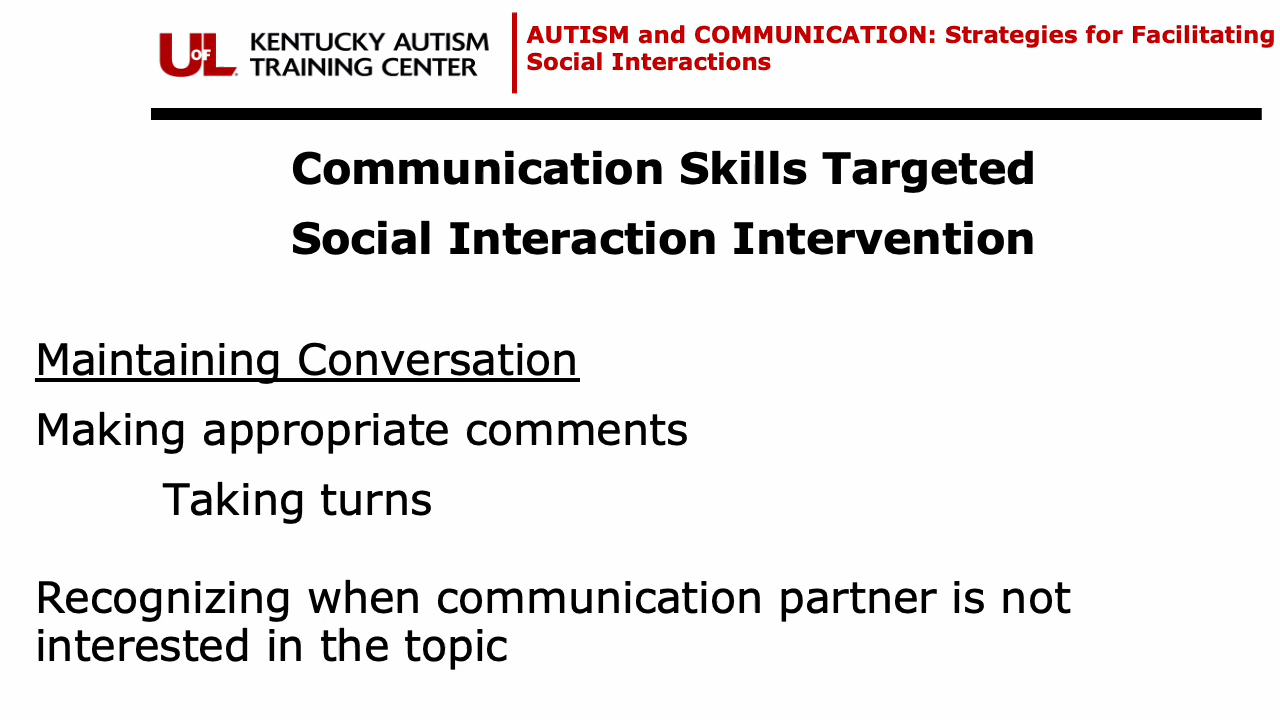 UofL
KENTUCKY AUTISM
TRAINING CENTER
AUTISM and COMMUNICATION: Strategies for Facilitating
Social Interactions
Communication Skills Targeted
Social Interaction Intervention
Maintaining Conversation
Making appropriate comments
Taking turns
Recognizing when communication partner is not
interested in the topic